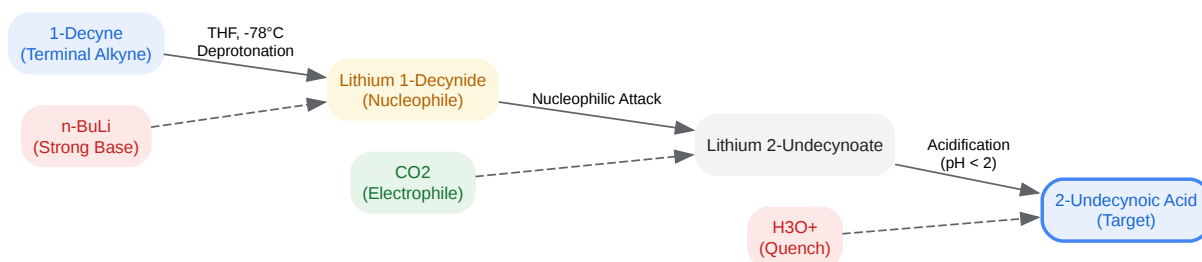 1-Decyne
(Terminal Alkyne)
THF, -78°C
Deprotonation
n-BuLi
(Strong Base)
Lithium 1-Decynide
(Nucleophile)
Nucleophilic Attack
CO2
(Electrophile)
Lithium 2-Undecynoate
Acidification
(pH < 2)
H3O+
(Quench)
2-Undecynoic Acid
(Target)